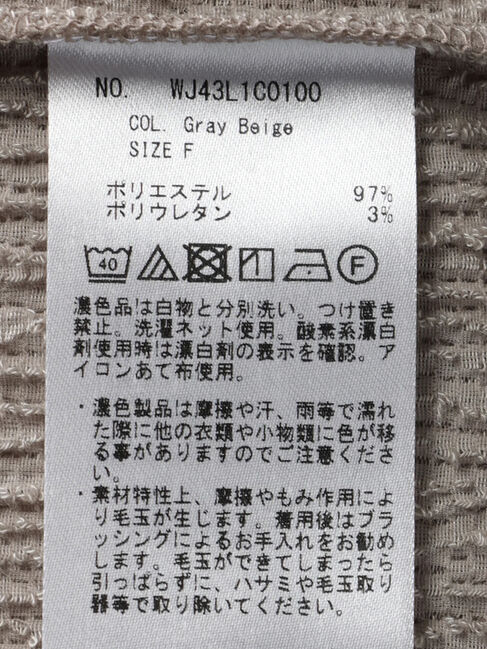 NO. WJ43L1C0100
COL. Gray Beige
SIZE F
ポリエステル 97%
ポリウレタン 3%
40 F
濃色品は白物と分別洗い。つけ置き
禁止。洗濯ネット使用。酸素系漂白
剤使用時は漂白剤の表示を確認。ア
イロンあて布使用。
・濃色製品は摩擦や汗、雨等で濡れ
た際に他の衣類や小物類に色が移
る事がありますのでご注意くださ
い。
・素材特性上、摩擦やもみ作用によ
り毛玉が生じます。着用後はブラ
ッシングによるお手入れをお勧め
します。毛玉ができてしまったら
引っぱらずに、ハサミや毛玉取り
器等で取り除いてください。